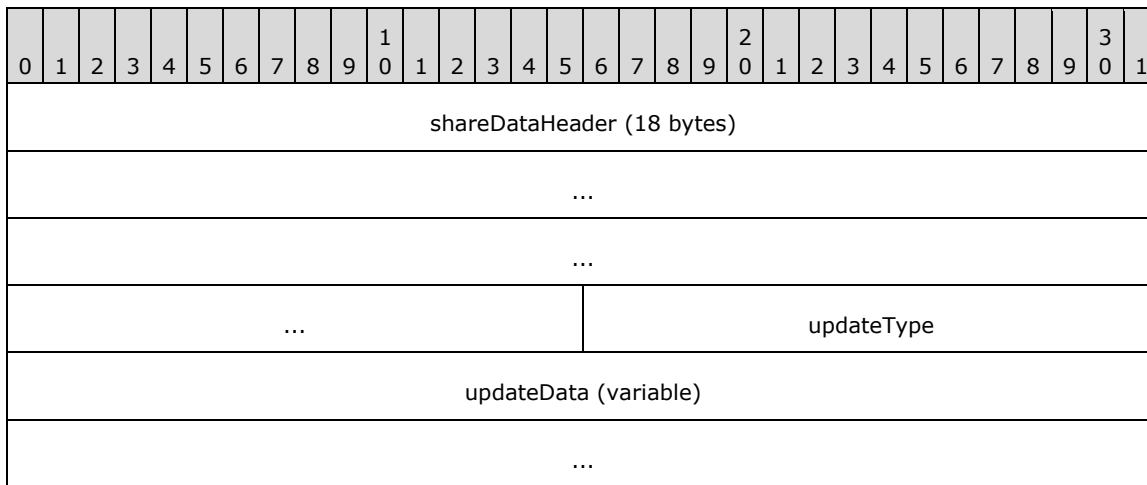 1 2 3
0 1 2 3 4 5 6 7 8 9 0 1 2 3 4 5 6 7 8 9 0 1 2 3 4 5 6 7 8 9 0 1
shareDataHeader (18 bytes)
...
...
... updateType
updateData (variable)
...